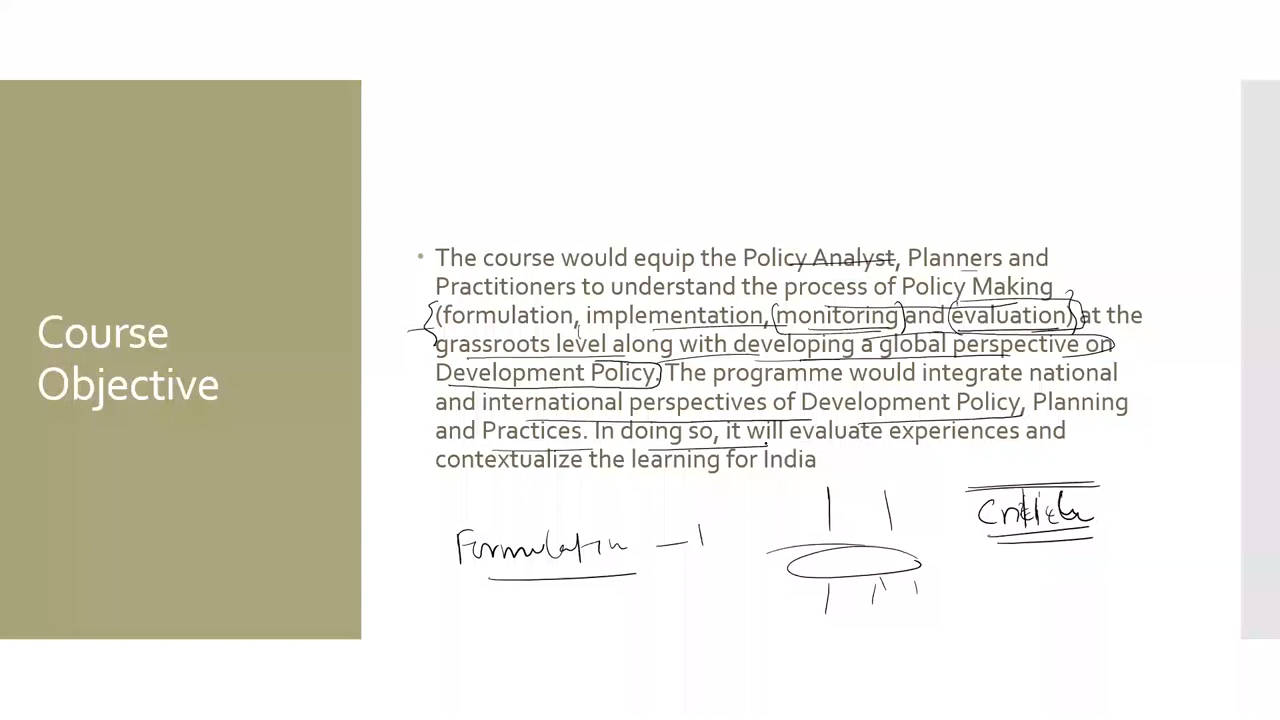 Course
Objective
• The course would equip the Policy Analyst, Planners and
Practitioners to understand the process of Policy Making
(formulation, implementation, monitoring and evaluation) at the
grassroots level along with developing a global perspective on
Development Policy. The programme would integrate national
and international perspectives of Development Policy, Planning
and Practices. In doing so, it will evaluate experiences and
contextualize the learning for India
Formulation – 1